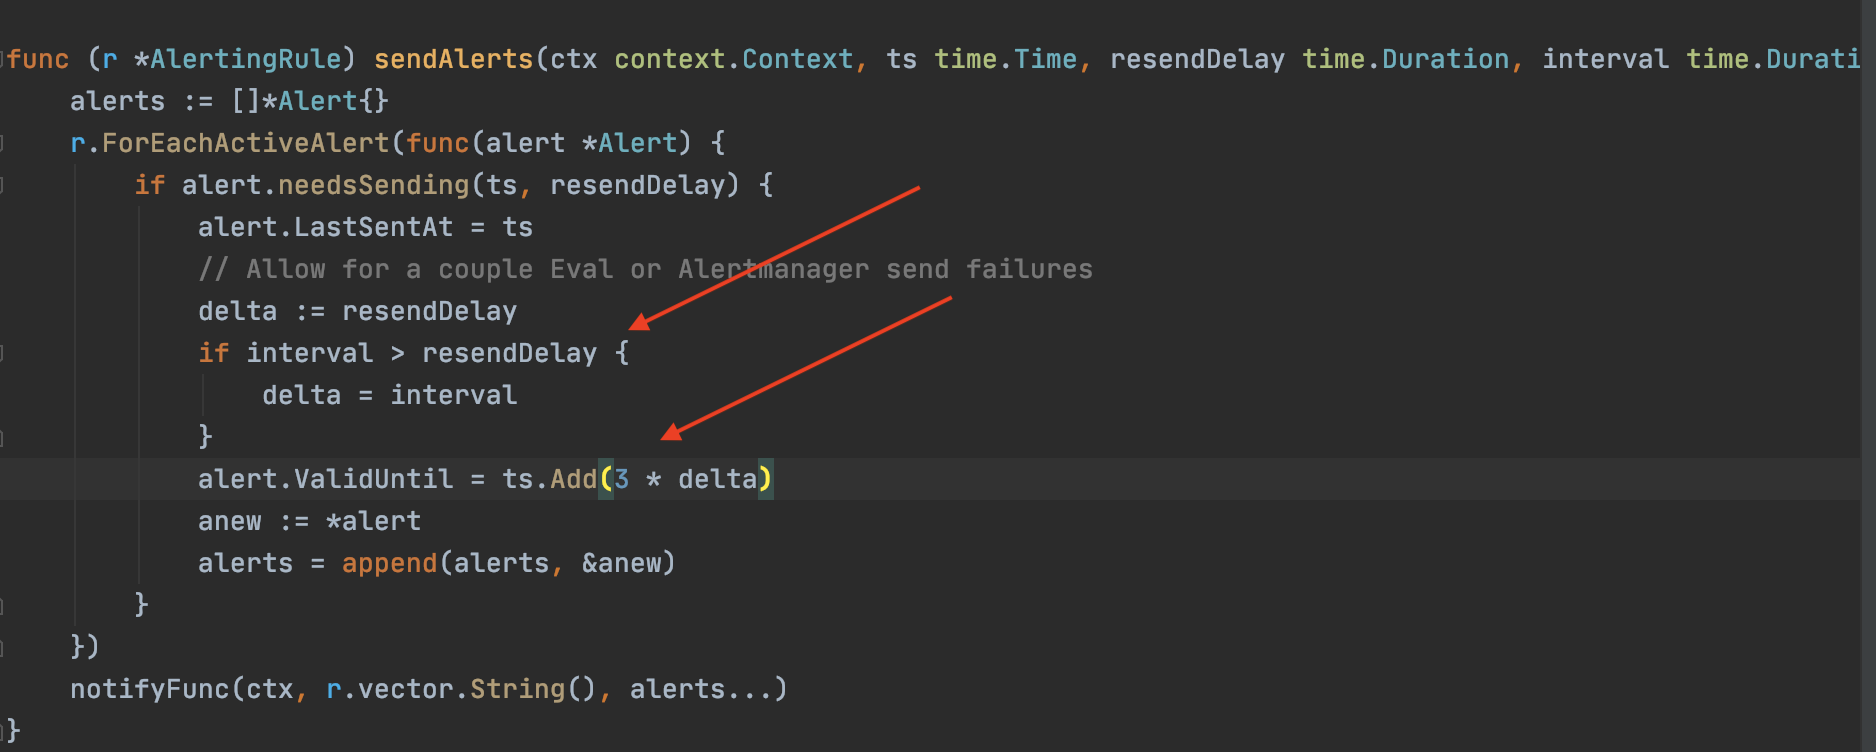 func (r *AlertingRule) sendAlerts(ctx context.Context, ts time.Time, resendDelay time.Duration, interval time.Durati
alerts := []*Alert{}
r.ForEachActiveAlert(func(alert *Alert) {
if alert.needsSending(ts, resendDelay) {
alert.LastSentAt = ts
// Allow for a couple Eval or Alertmanager send failures
delta := resendDelay
if interval > resendDelay {
delta = interval
}
alert.ValidUntil = ts.Add(3 * delta)
anew := *alert
alerts = append(alerts, &anew)
}
})
notifyFunc(ctx, r.vector.String(), alerts...)
}